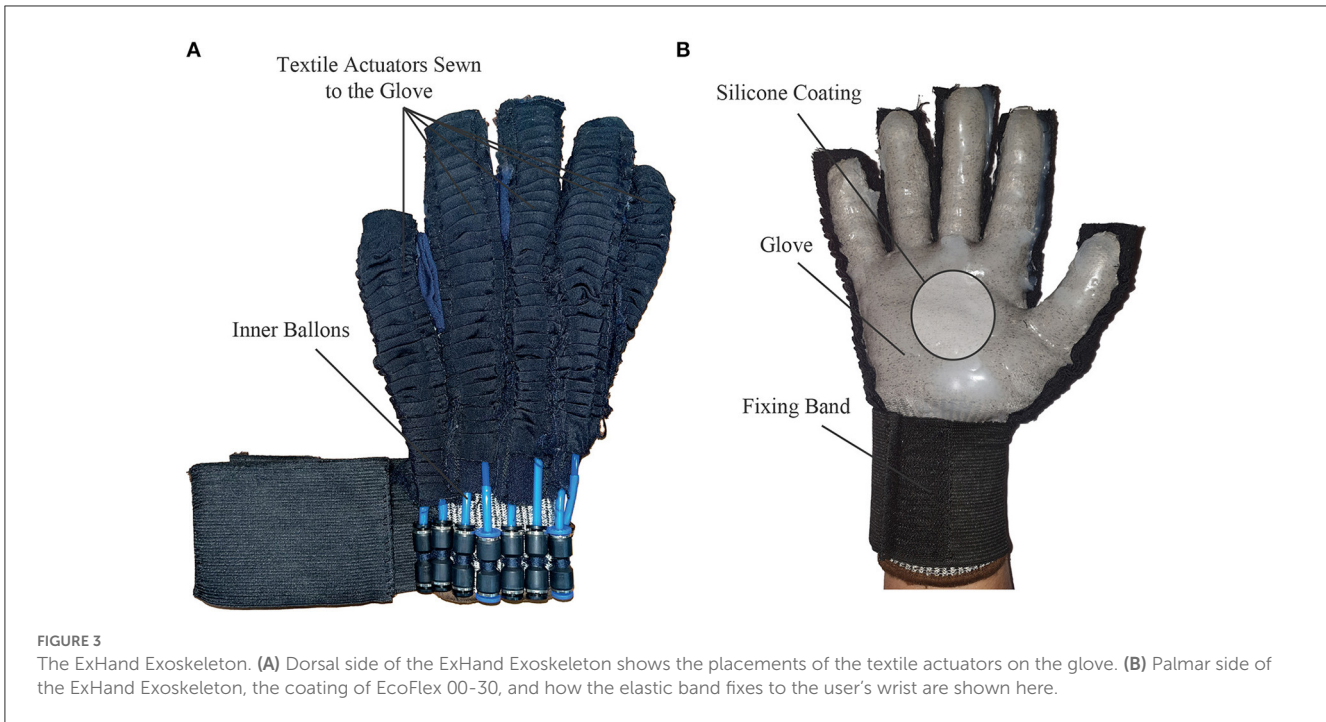 A
Textile Actuators Sewn
to the Glove
Inner Ballons
B
Silicone Coating
Glove
Fixing Band
FIGURE 3
The ExHand Exoskeleton. (A) Dorsal side of the ExHand Exoskeleton shows the placements of the textile actuators on the glove. (B) Palmar side of
the ExHand Exoskeleton, the coating of EcoFlex 00-30, and how the elastic band fixes to the user's wrist are shown here.